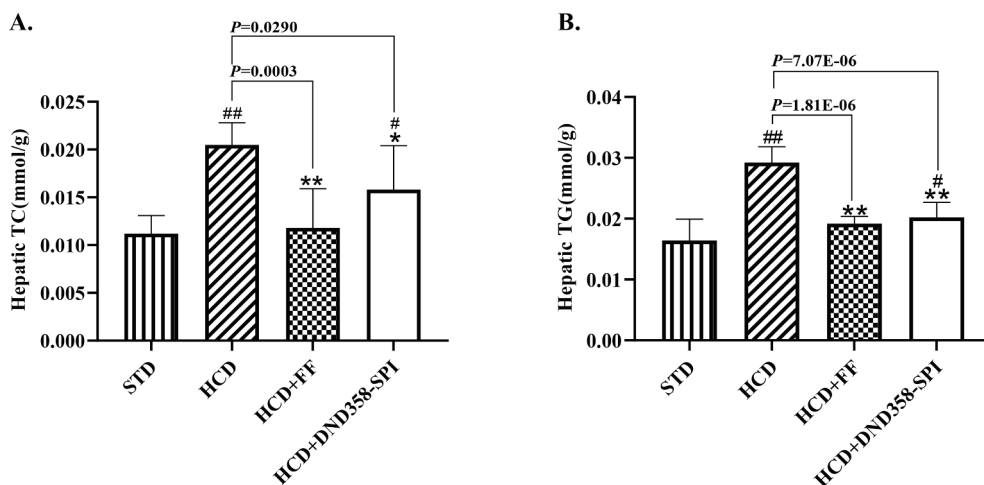 A.
P=0.0290
P=0.0003
Hepatic TC(mmol/g)
0.025
0.020
0.015
0.010
0.005
0.000
##
**
#
*
STD
HCD
HCD+FF
HCD+DND358-SPI
B.
P=7.07E-06
P=1.81E-06
Hepatic TG(mmol/g)
0.04
0.03
0.02
0.01
0.00
##
**
#
**
STD
HCD
HCD+FF
HCD+DND358-SPI